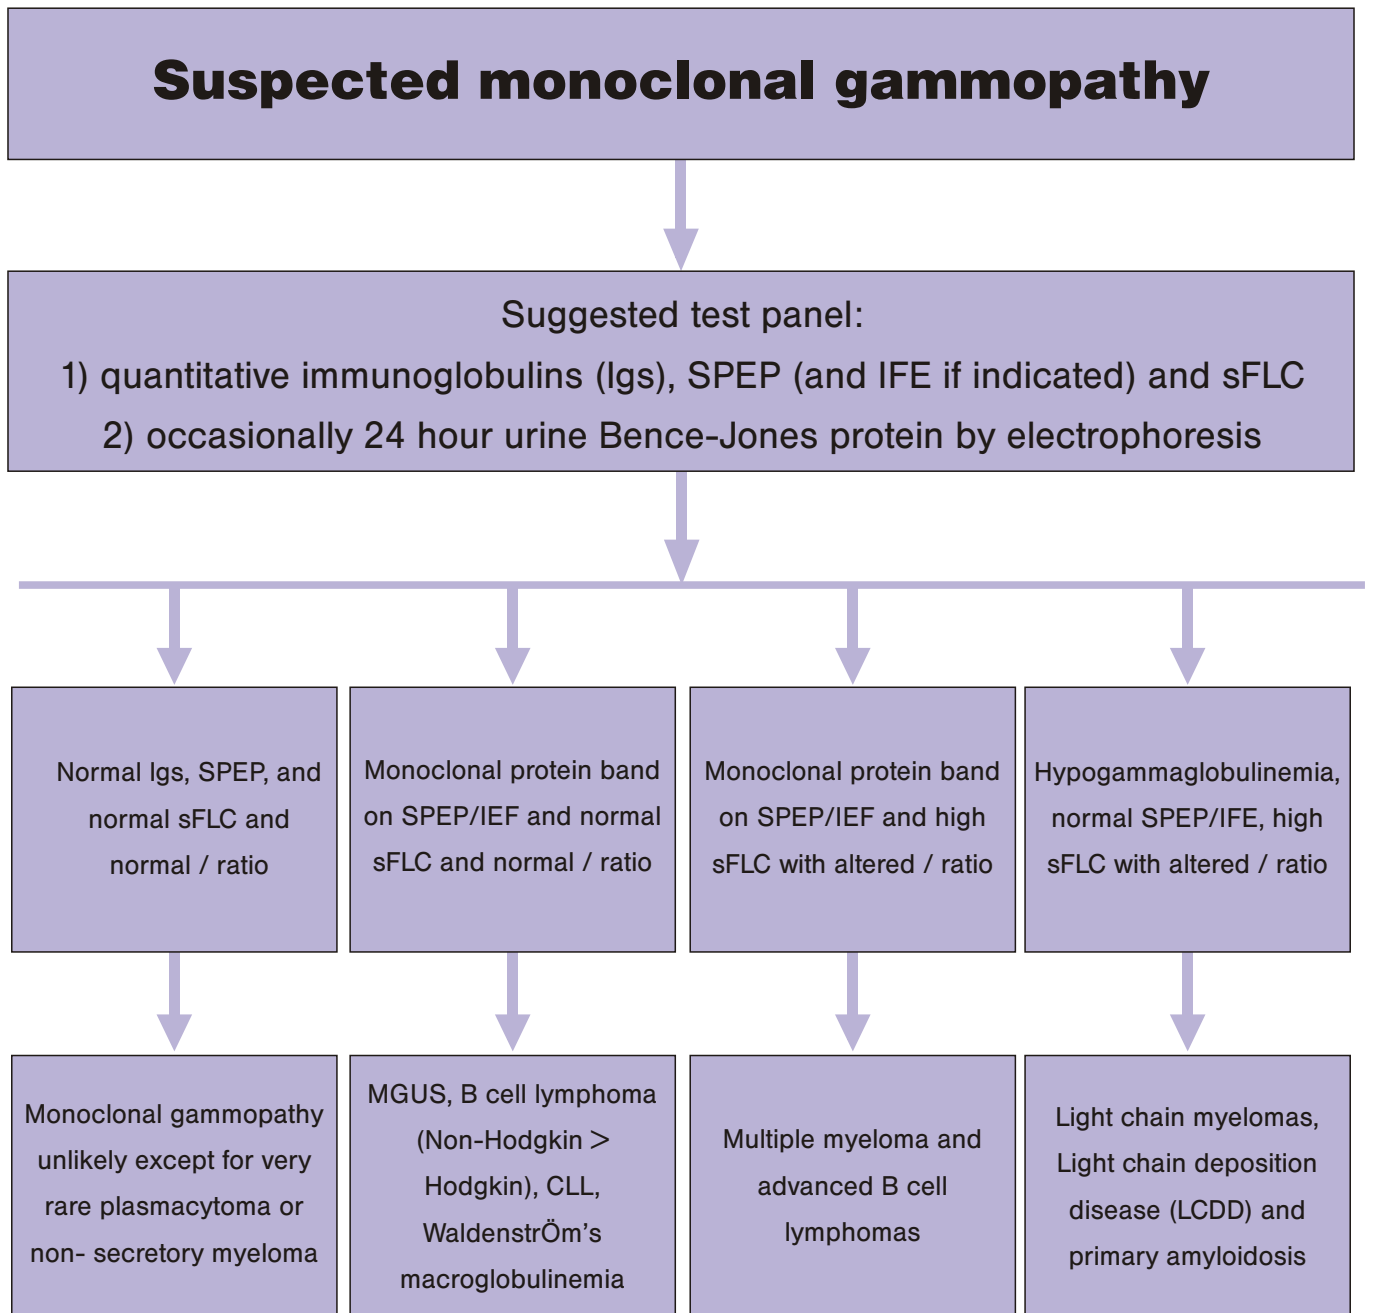 Suspected monoclonal gammopathy
Suggested test panel:
1) quantitative immunoglobulins (Igs), SPEP (and IFE if indicated) and sFLC
2) occasionally 24 hour urine Bence-Jones protein by electrophoresis
Normal Igs, SPEP, and
normal sFLC and
normal / ratio
Monoclonal protein band
on SPEP/IEF and normal
sFLC and normal / ratio
Monoclonal protein band
on SPEP/IEF and high
sFLC with altered / ratio
Hypogammaglobulinemia,
normal SPEP/IFE, high
sFLC with altered / ratio
Monoclonal gammopathy
unlikely except for very
rare plasmacytoma or
non- secretory myeloma
MGUS, B cell lymphoma
(Non-Hodgkin >
Hodgkin), CLL,
WaldenstrÖm's
macroglobulinemia
Multiple myeloma and
advanced B cell
lymphomas
Light chain myelomas,
Light chain deposition
disease (LCDD) and
primary amyloidosis